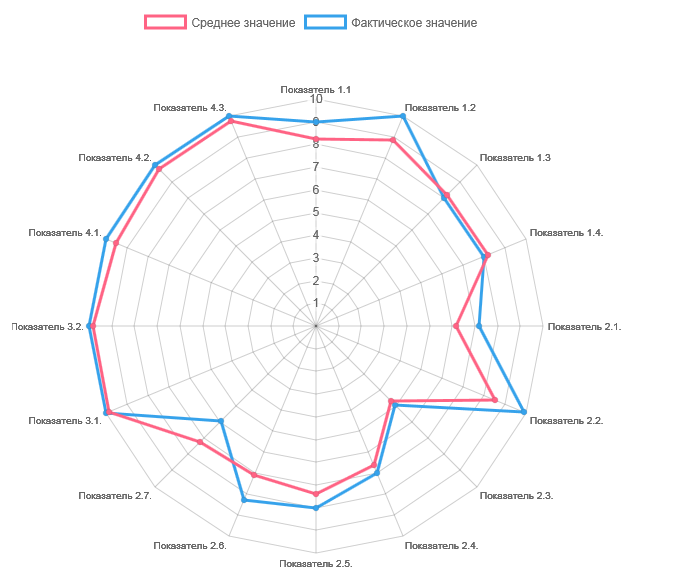 Среднее значение Фактическое значение
Показатель 1.1
10
Показатель 4.3. Показатель 1.2
9
8
Показатель 4.2. Показатель 1.3
7
6
5
Показатель 4.1. Показатель 1.4.
4
3
2
1
Показатель 3.2. Показатель 2.1.
Показатель 3.1. Показатель 2.2.
Показатель 2.7. Показатель 2.3.
Показатель 2.6. Показатель 2.4.
Показатель 2.5.